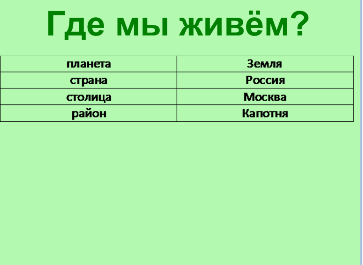 Где мы живём?
планета Земля
страна Россия
столица Москва
район Капотня